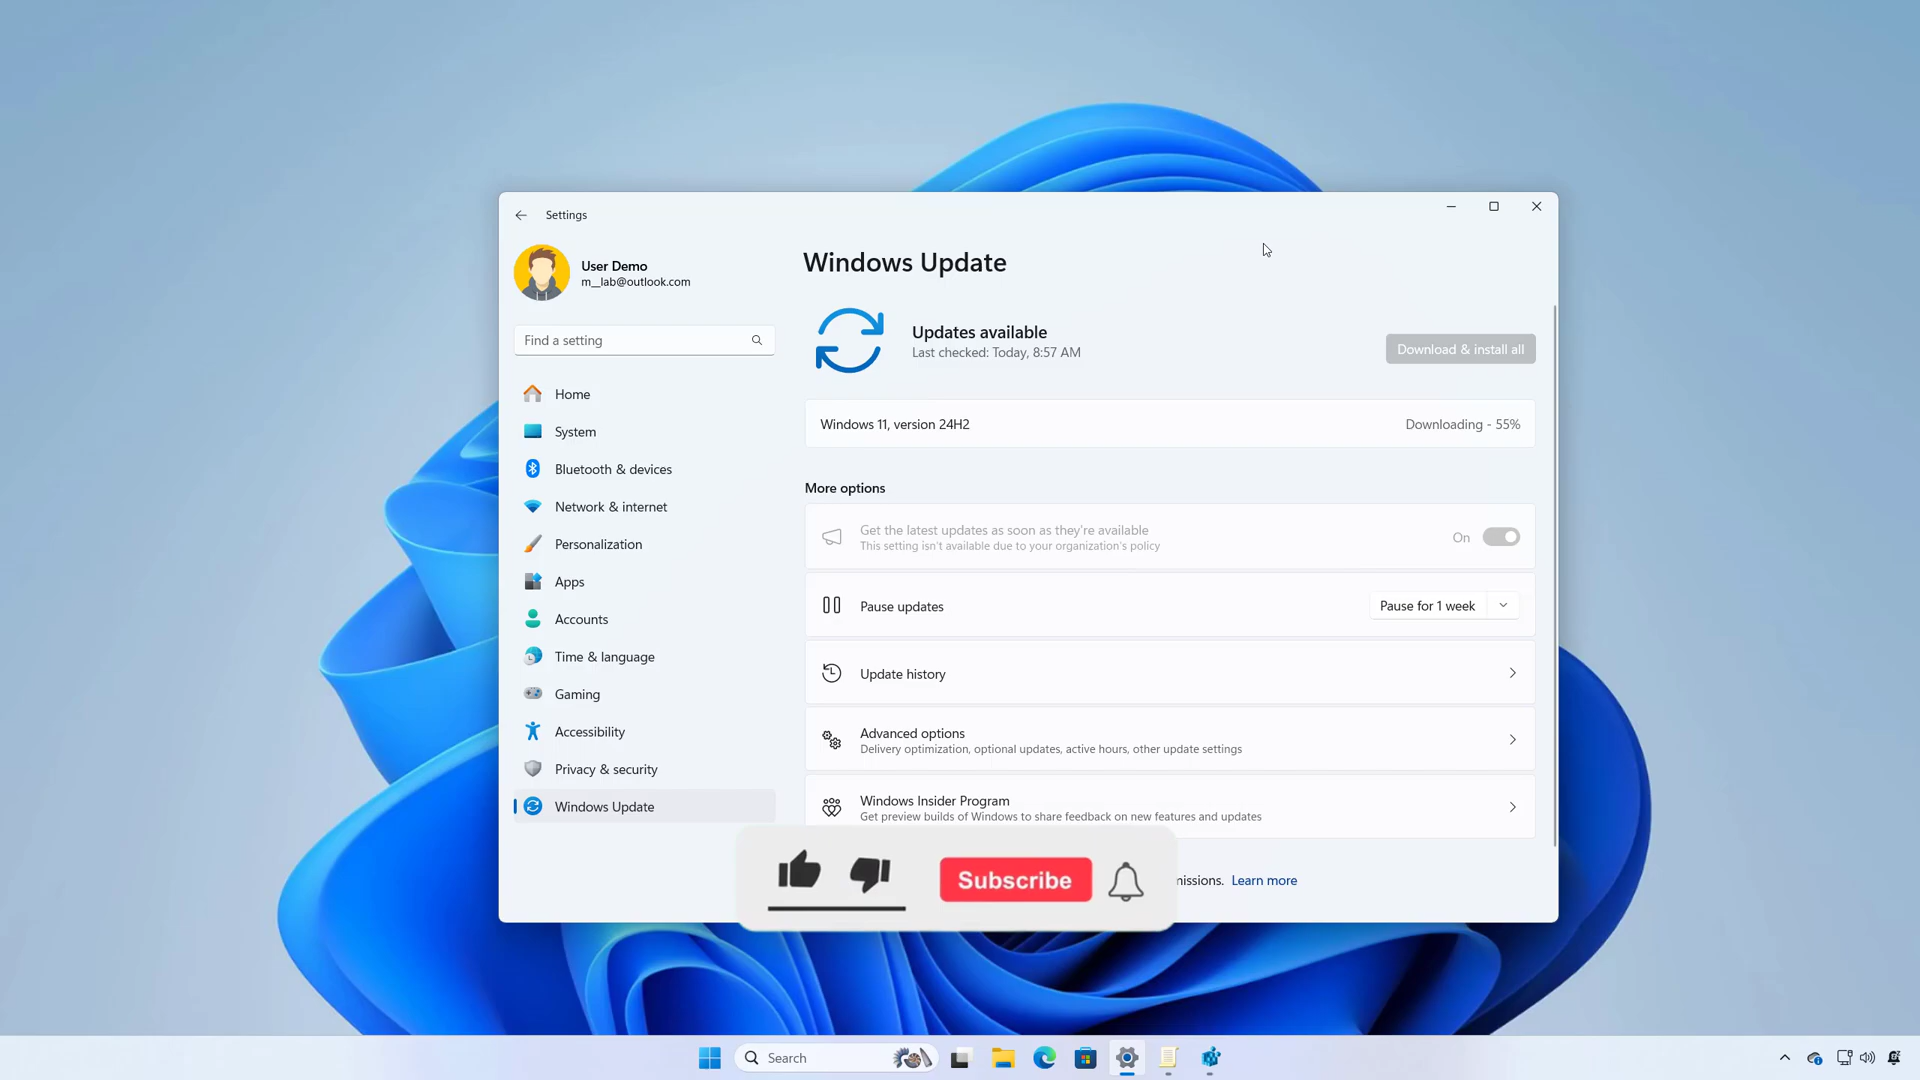 Settings
User Demo
m_lab@outlook.com
Find a setting
Home
System
Bluetooth & devices
Network & internet
Personalization
Apps
Accounts
Time & language
Gaming
Accessibility
Privacy & security
Windows Update
Windows Update
Updates available
Last checked: Today, 8:57 AM
Download & install all
Windows 11, version 24H2
Downloading - 55%
More options
Get the latest updates as soon as they're available
This setting isn't available due to your organization's policy
On
Pause updates
Pause for 1 week
Update history
Advanced options
Delivery optimization, optional updates, active hours, other update settings
Windows Insider Program
Get preview builds of Windows to share feedback on new features and updates
Learn more
Subscribe
Search